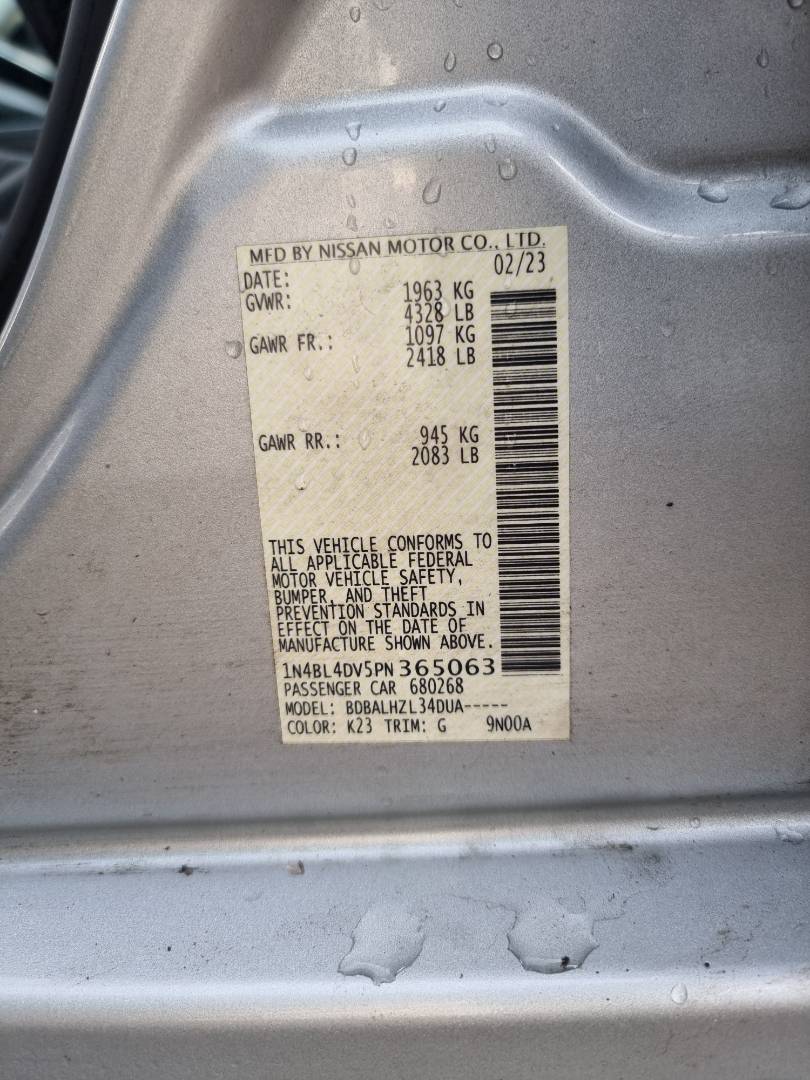 MFD BY NISSAN MOTOR CO., LTD.
DATE: 02/23
GVWR: 1963 KG
4328 LB
GAWR FR.: 1097 KG
2418 LB
GAWR RR.: 945 KG
2083 LB
THIS VEHICLE CONFORMS TO
ALL APPLICABLE FEDERAL
MOTOR VEHICLE SAFETY,
BUMPER, AND THEFT
PREVENTION STANDARDS IN
EFFECT ON THE DATE OF
MANUFACTURE SHOWN ABOVE.
1N4BL4DV5PN365063
PASSENGER CAR 680268
MODEL: BDBALHZL34DUA-----
COLOR: K23 TRIM: G 9N00A